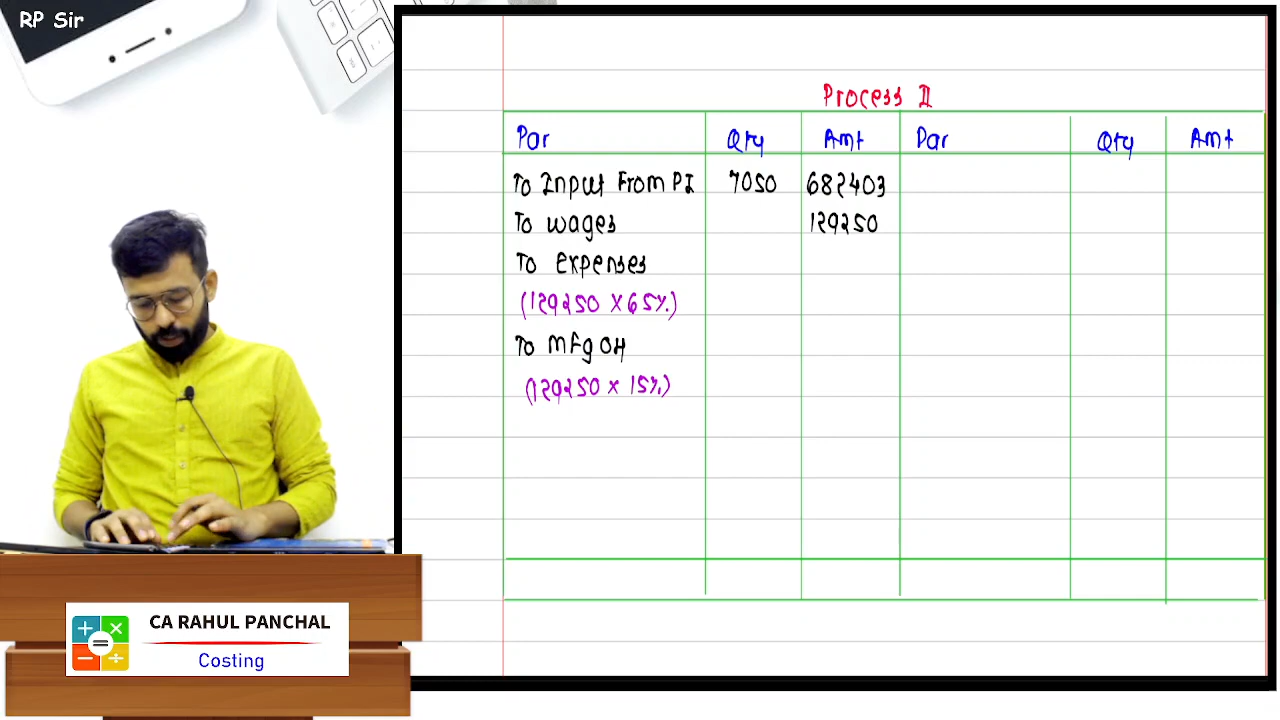 RP Sir
Process II
Par Qty Amt Par Qty Amt
To Input From PI 7050 682403
To wages 129250
To Expenses
(129250 x 65%)
To MFg OH
(129250 x 15%)
CA RAHUL PANCHAL
Costing